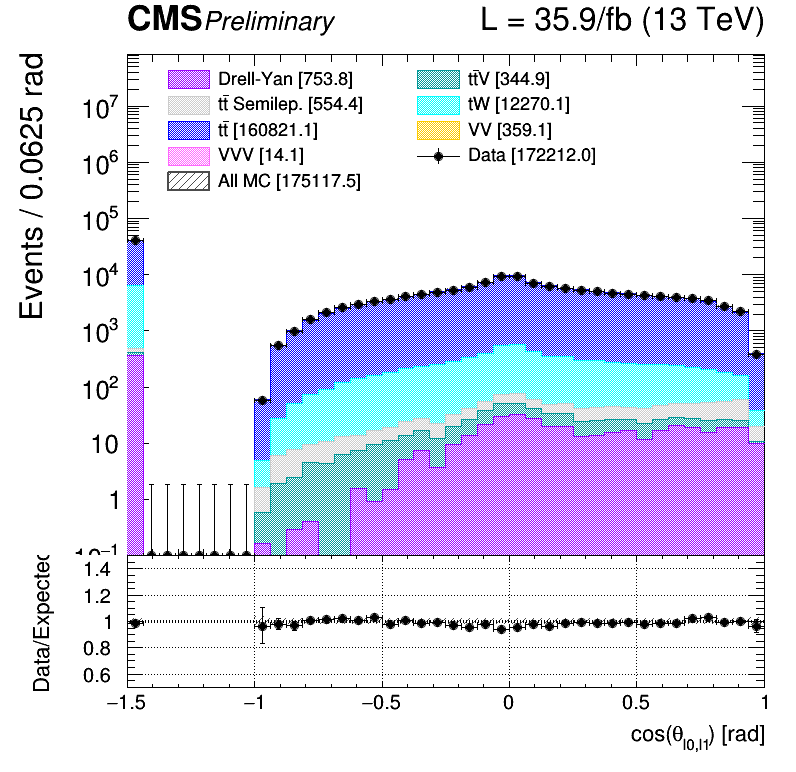 CMS Preliminary L = 35.9/fb (13 TeV)
Events / 0.0625 rad
Drell-Yan [753.8]
tt̄ Semilep. [554.4]
tt̄ [160821.1]
VVV [14.1]
All MC [175117.5]
tt̄V [344.9]
tW [12270.1]
VV [359.1]
Data [172212.0]
10⁷
10⁶
10⁵
10⁴
10³
10²
10
1
10⁻¹
Data/Expected
1.4
1.2
1
0.8
0.6
−1.5 −1 −0.5 0 0.5 1
cos(θ_l0,l1) [rad]